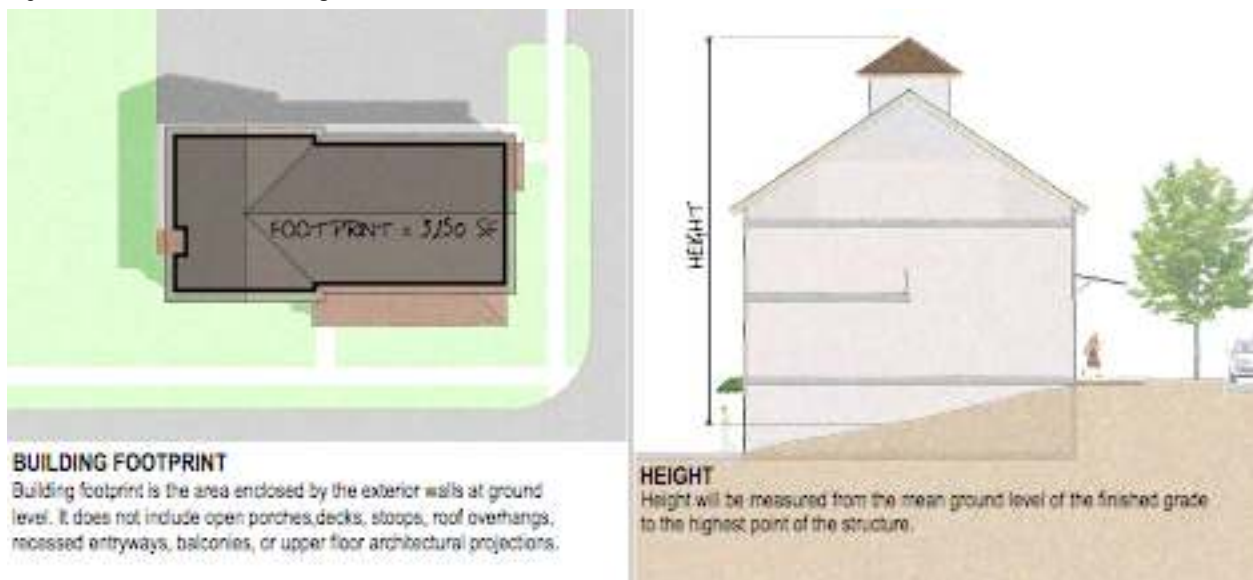 FOOTPRINT = 3,150 SF
HEIGHT
BUILDING FOOTPRINT
Building footprint is the area enclosed by the exterior walls at ground
level. It does not include open porches, decks, stoops, roof overhangs,
recessed entryways, balconies, or upper floor architectural projections.
HEIGHT
Height will be measured from the mean ground level of the finished grade
to the highest point of the structure.